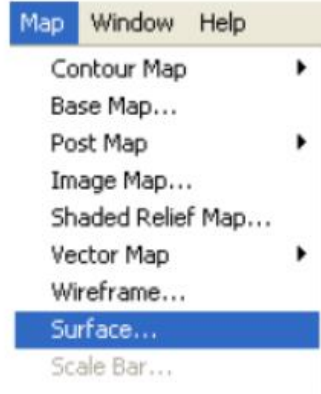 Map Window Help
Contour Map
Base Map...
Post Map
Image Map...
Shaded Relief Map...
Vector Map
Wireframe...
Surface...
Scale Bar...